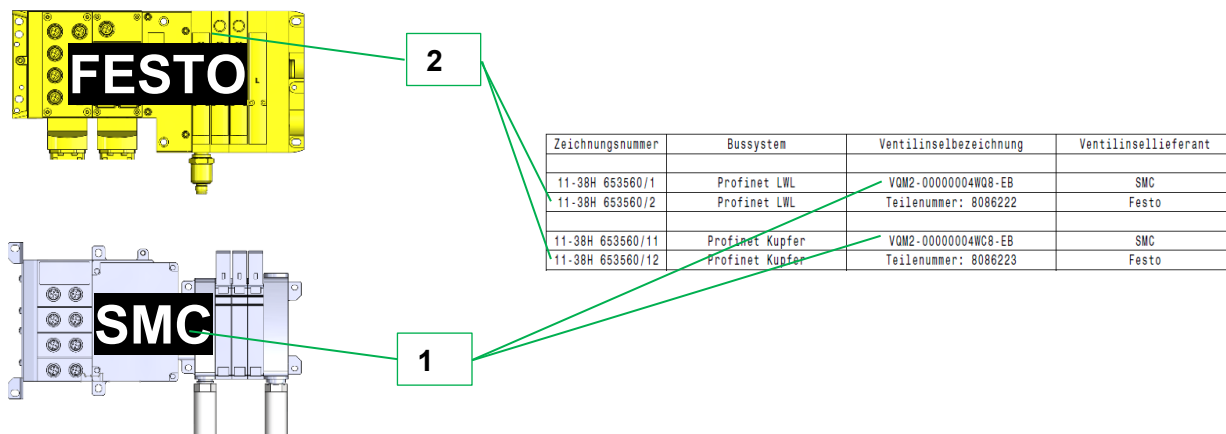 FESTO
L
2
Zeichnungsnummer Bussystem Ventilinselbezeichnung Ventilinsellieferant
11-38H 653560/1 Profinet LWL VQM2-00000004WQ8-EB SMC
11-38H 653560/2 Profinet LWL Teilenummer: 8086222 Festo
11-38H 653560/11 Profinet Kupfer VQM2-00000004WC8-EB SMC
11-38H 653560/12 Profinet Kupfer Teilenummer: 8086223 Festo
SMC
1